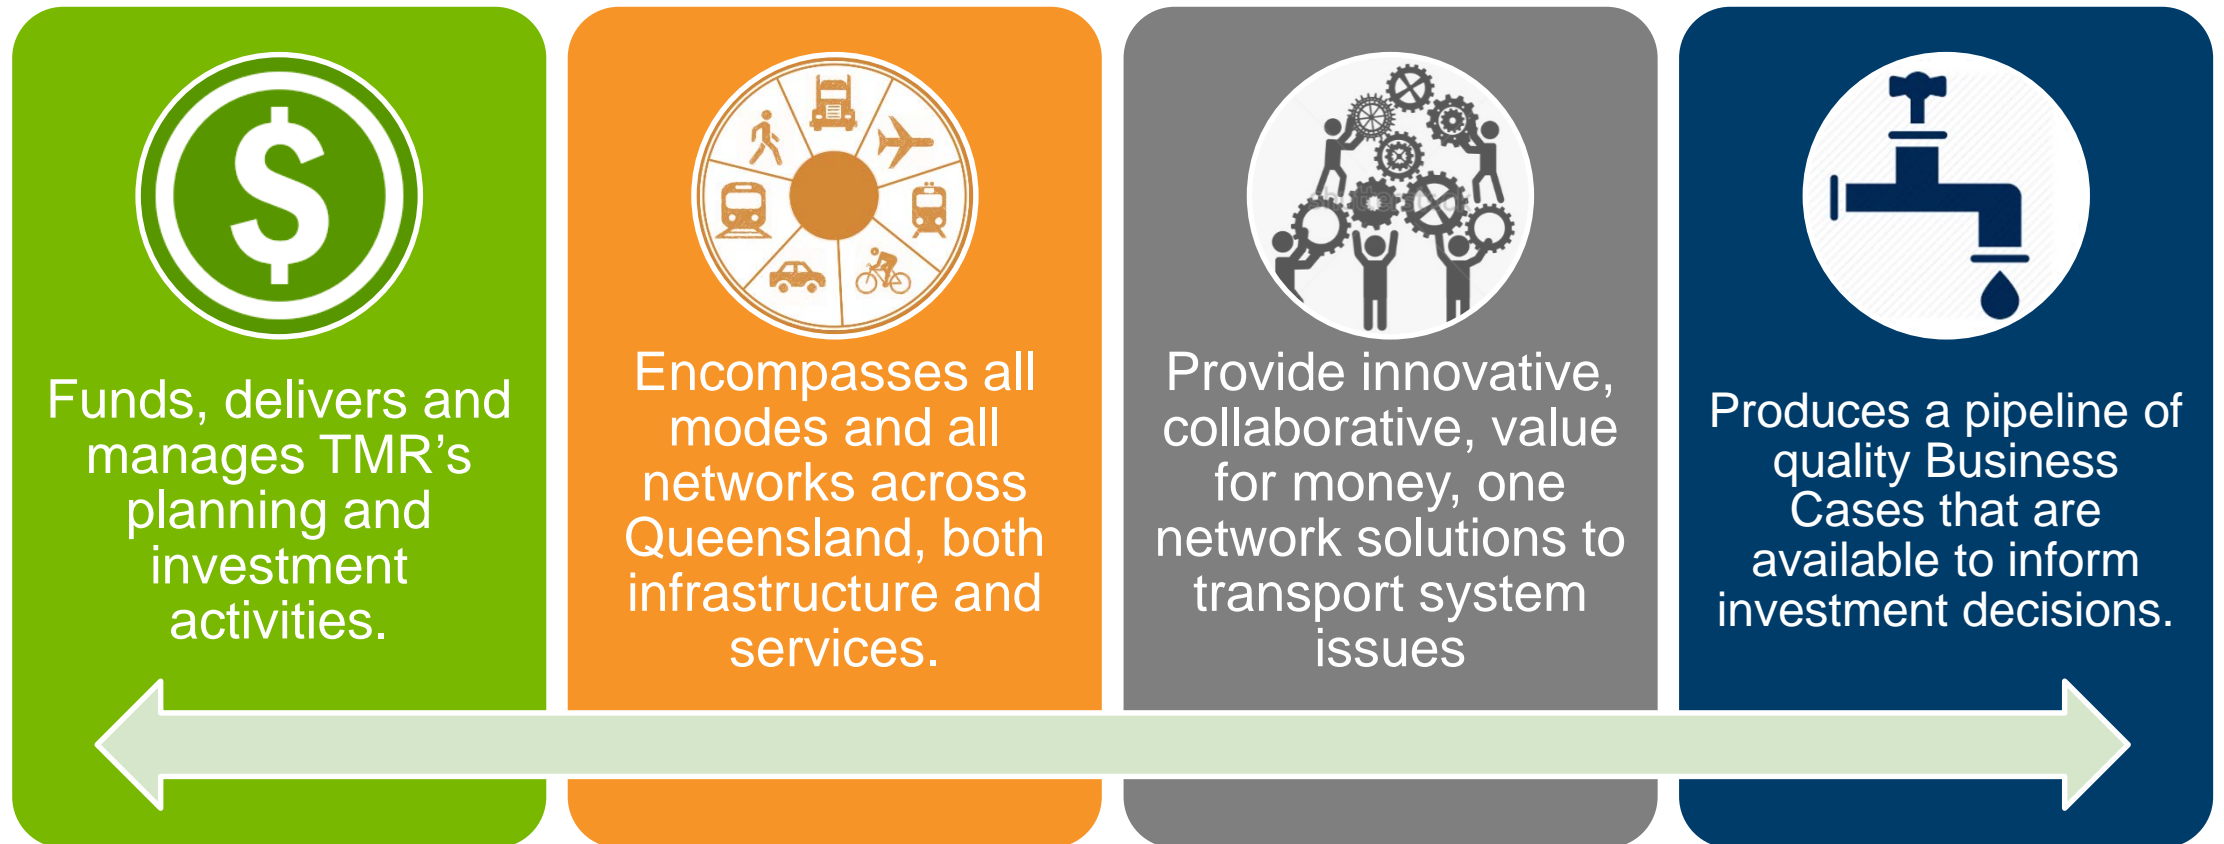 $
Funds, delivers and
manages TMR’s
planning and
investment
activities.
Encompasses all
modes and all
networks across
Queensland, both
infrastructure and
services.
shutterstock
Provide innovative,
collaborative, value
for money, one
network solutions to
transport system
issues
Produces a pipeline of
quality Business
Cases that are
available to inform
investment decisions.